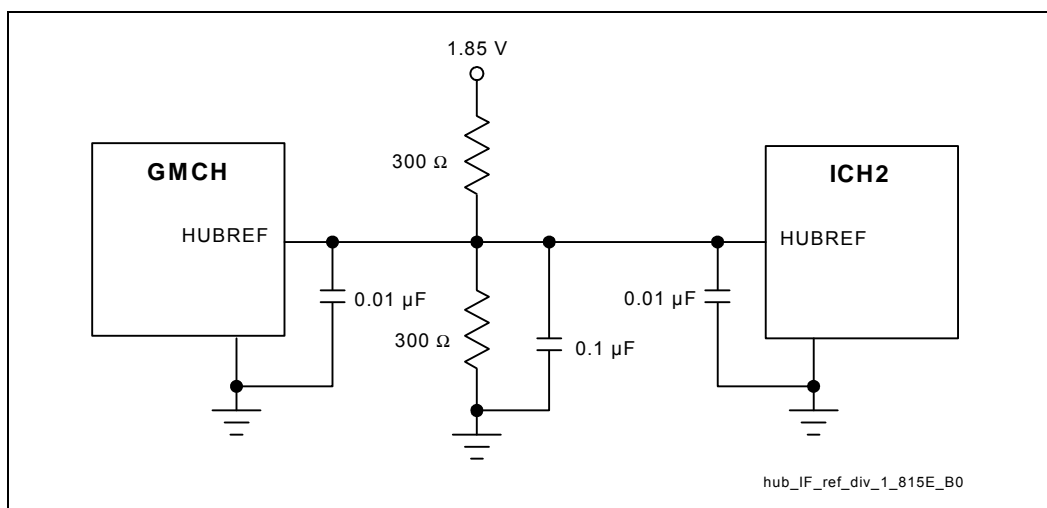 1.85 V
300 Ω
GMCH
ICH2
HUBREF
HUBREF
0.01 µF
0.01 µF
300 Ω
0.1 µF
hub_IF_ref_div_1_815E_B0